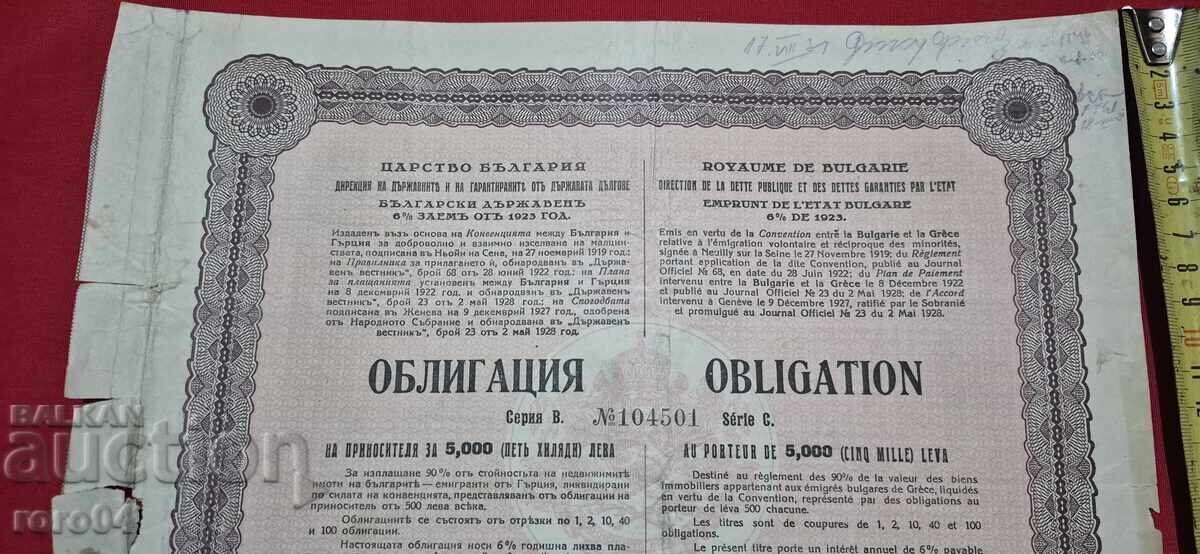 ЦАРСТВО БЪЛГАРИЯ
ДИРЕКЦИЯ НА ДЪРЖАВНИТѢ И НА ГАРАНТИРАНИТѢ ОТЪ ДЪРЖАВАТА ДЪЛГОВЕ
БЪЛГАРСКИ ДЪРЖАВЕНЪ
6% ЗАЕМЪ ОТЪ 1923 ГОД.
Издаденъ възъ основа на Конвенцията между България и
Гърция за доброволно и взаимно изселване на малцин-
ствата, подписана въ Ньойи на Сена, на 27 ноемврий 1919 год.:
на Правилника за прилагането ѝ, обнародванъ въ „Държа-
венъ вестникъ“, брой 68 отъ 28 юний 1922 год.: на Плана
за плащанията установенъ между България и Гърция
на 8 декемврий 1922 год. и обнародванъ въ „Държавенъ
вестникъ“, брой 23 отъ 2 май 1928 год.: на Спогодбата
подписана въ Женева на 9 декемврий 1927 год., одобрена
отъ Народното Събрание и обнародвана въ „Държавенъ
вестникъ“, брой 23 отъ 2 май 1928 год.
ОБЛИГАЦИЯ
Серия В. №104501
НА ПРИНОСИТЕЛЯ ЗА 5,000 (ПЕТЬ ХИЛЯДИ) ЛЕВА
За изплащане 90% отъ стойностьта на недвижимитѣ
имоти на българитѣ — емигранти отъ Гърция, ликвидирани
по силата на конвенцията, представляванъ отъ облигации на
приносителъ отъ 500 лева всѣка.
Облигациитѣ се състоятъ отъ отрѣзки по 1, 2, 10, 40
и 100 облигации.
Настоящата облигация носи 6% годишна лихва пла-
ROYAUME DE BULGARIE
DIRECTION DE LA DETTE PUBLIQUE ET DES DETTES GARANTIES PAR L'ETAT
EMPRUNT DE L'ETAT BULGARE
6% DE 1923.
Emis en vertu de la Convention entre la Bulgarie et la Grèce
relative à l'émigration volontaire et réciproque des minorités,
signée a Neuilly sur la Seine le 27 Novembre 1919; du Règlement
portant application de la dite Convention, publié au Journal
Officiel № 68, en date du 28 Juin 1922; du Plan de Paiement
intervenu entre la Bulgarie et la Grèce le 8 Décembre 1922
et publié au Journal Officiel № 23 du 2 Mai 1928; de l'Accord
intervenu à Genève le 9 Décembre 1927, ratifié par le Sobranié
et promulgué au Journal Officiel № 23 du 2 Mai 1928.
OBLIGATION
Série C.
AU PORTEUR DE 5,000 (CINQ MILLE) LEVA
Destiné au règlement des 90% de la valeur des biens
immobiliers appartenant aux émigrés bulgares de Grèce, liquidés
en vertu de la Convention, représenté par des obligations au
porteur de léva 500 chacune.
Les titres sont de coupures de 1, 2, 10, 40 et 100
obligations.
Le présent titre porte un intérêt annuel de 6% payable
BALKAN
auction
roro04
2
3
4
5
6
7
8
9
10
11